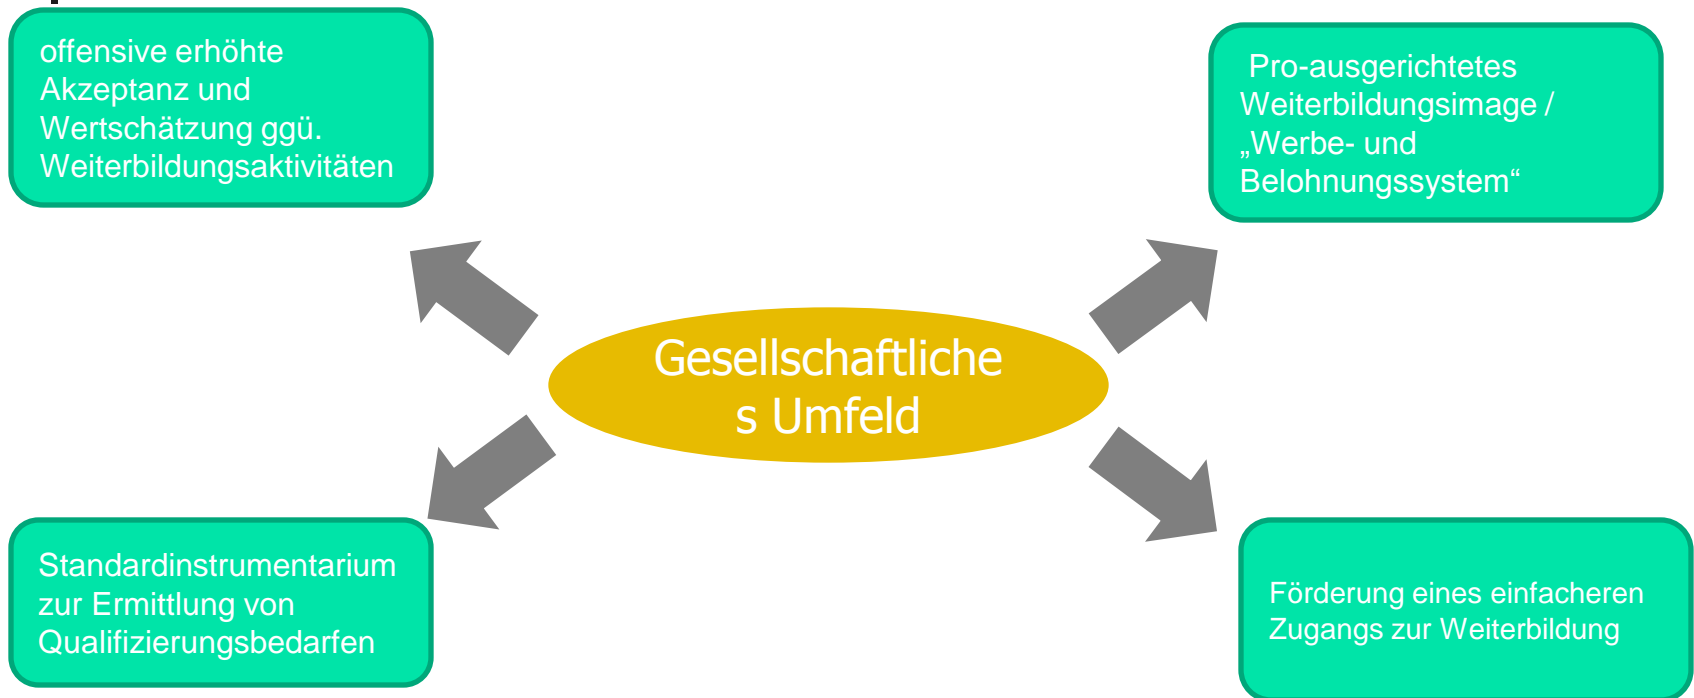 offensive erhöhte
Akzeptanz und
Wertschätzung ggü.
Weiterbildungsaktivitäten
Pro-ausgerichtetes
Weiterbildungsimage /
„Werbe- und
Belohnungssystem“
Gesellschaftliche
s Umfeld
Standardinstrumentarium
zur Ermittlung von
Qualifizierungsbedarfen
Förderung eines einfacheren
Zugangs zur Weiterbildung